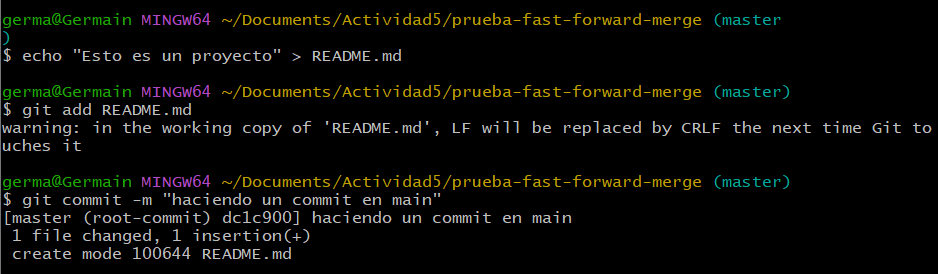 germa@Germain MINGW64 ~/Documents/Actividad5/prueba-fast-forward-merge (master
)
$ echo "Esto es un proyecto" > README.md
germa@Germain MINGW64 ~/Documents/Actividad5/prueba-fast-forward-merge (master)
$ git add README.md
warning: in the working copy of 'README.md', LF will be replaced by CRLF the next time Git to
uches it
germa@Germain MINGW64 ~/Documents/Actividad5/prueba-fast-forward-merge (master)
$ git commit -m "haciendo un commit en main"
[master (root-commit) dc1c900] haciendo un commit en main
 1 file changed, 1 insertion(+)
 create mode 100644 README.md